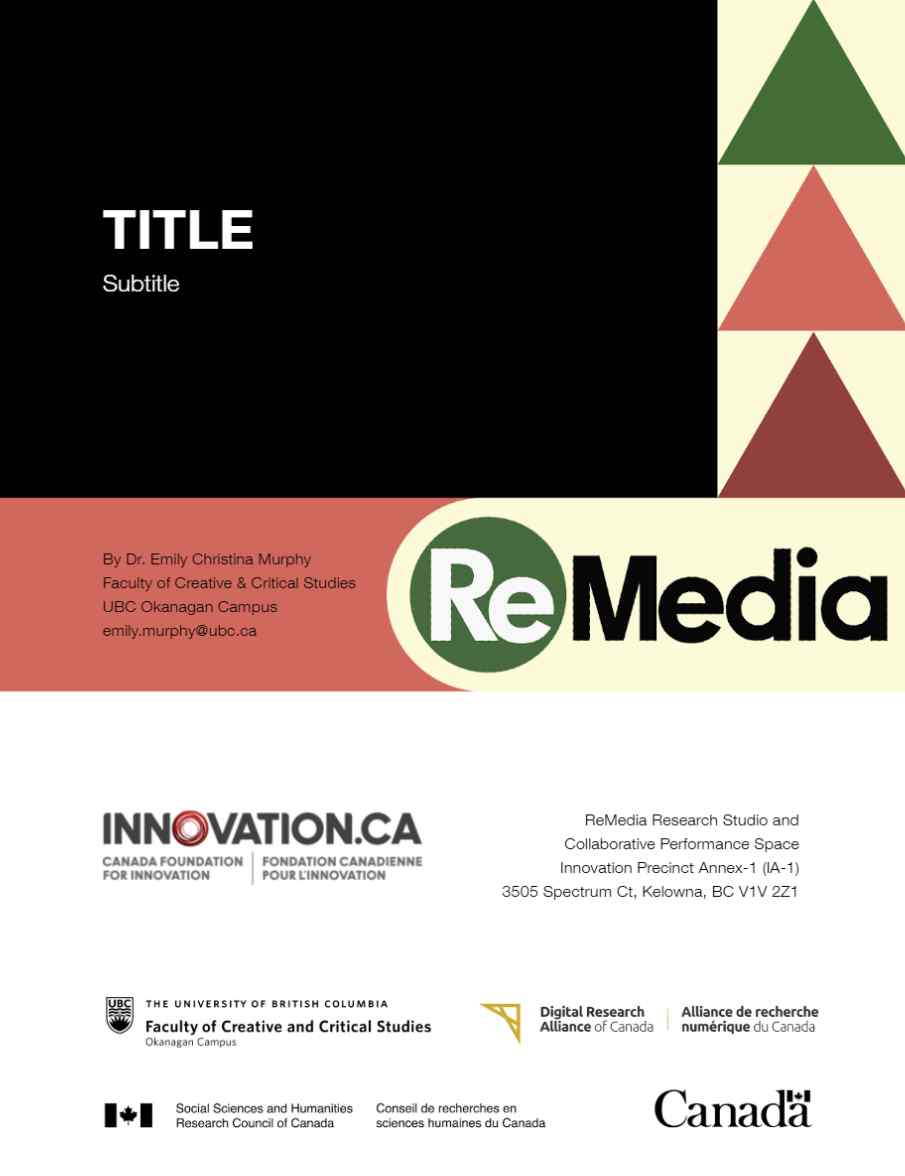 TITLE
Subtitle
By Dr. Emily Christina Murphy
Faculty of Creative & Critical Studies
UBC Okanagan Campus
emily.murphy@ubc.ca
ReMedia
INNOVATION.CA
CANADA FOUNDATION
FOR INNOVATION
FONDATION CANADIENNE
POUR L'INNOVATION
ReMedia Research Studio and
Collaborative Performance Space
Innovation Precinct Annex-1 (IA-1)
3505 Spectrum Ct, Kelowna, BC V1V 2Z1
UBC
THE UNIVERSITY OF BRITISH COLUMBIA
Faculty of Creative and Critical Studies
Okanagan Campus
Digital Research
Alliance of Canada
Alliance de recherche
numérique du Canada
Social Sciences and Humanities
Research Council of Canada
Conseil de recherches en
sciences humaines du Canada
Canada